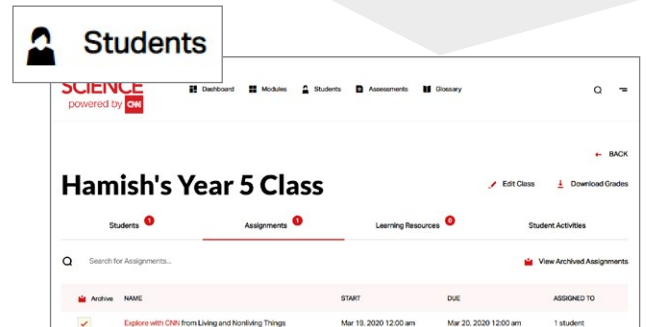 Students
SCIENCE
powered by CNN
Dashboard Modules Students Assessments Glossary
← BACK
Hamish's Year 5 Class
Edit Class Download Grades
Students 1 Assignments 1 Learning Resources 0 Student Activities
Search for Assignments... View Archived Assignments
Archive NAME START DUE ASSIGNED TO
Explore with CNN from Living and Nonliving Things Mar 19, 2020 12:00 am Mar 20, 2020 12:00 am 1 student